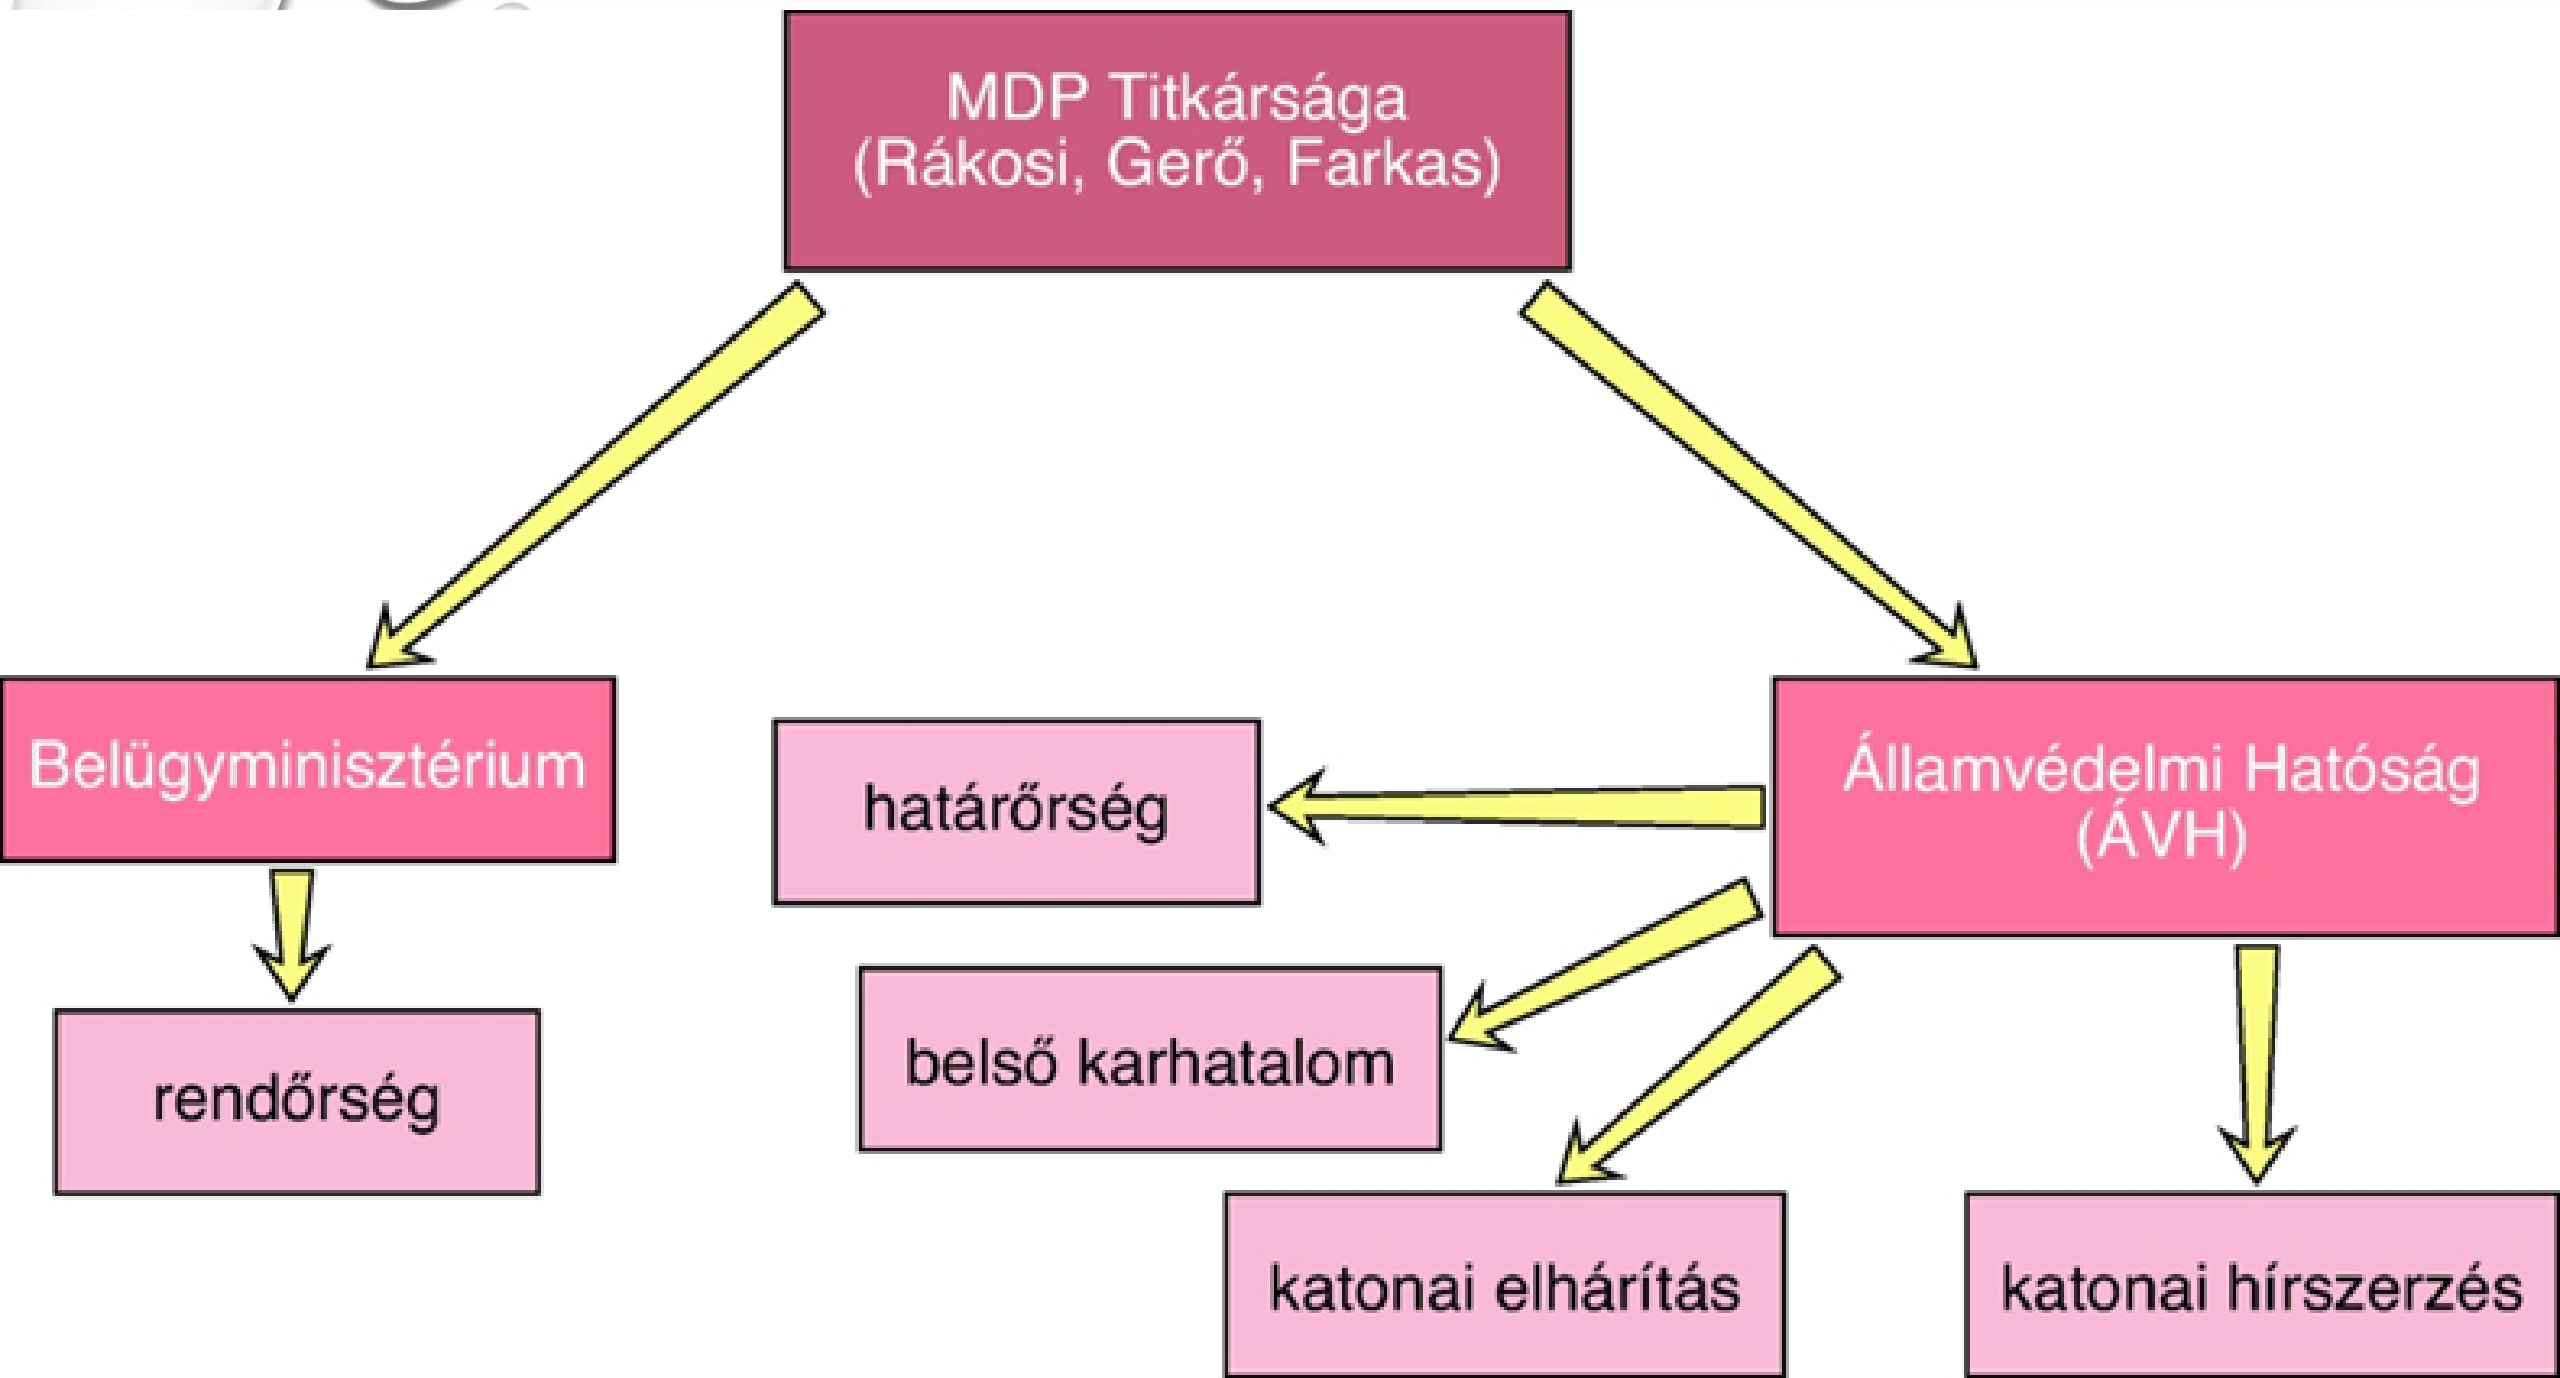 MDP Titkársága
(Rákosi, Gerő, Farkas)
Belügyminisztérium
Államvédelmi Hatóság
(ÁVH)
határőrség
belső karhatalom
rendőrség
katonai elhárítás
katonai hírszerzés